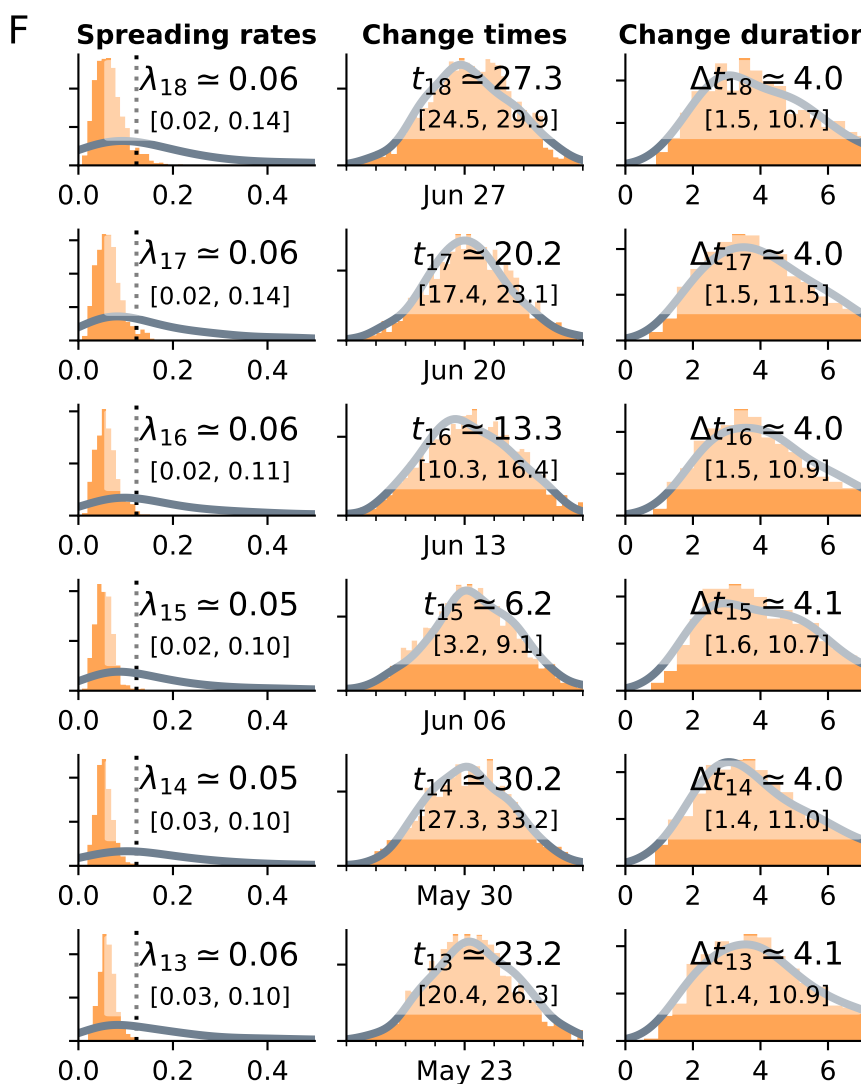 F
Spreading rates Change times Change duration
λ18 ≃ 0.06 t18 ≃ 27.3 Δt18 ≃ 4.0
[0.02, 0.14] [24.5, 29.9] [1.5, 10.7]
0.0 0.2 0.4 Jun 27 0 2 4 6
λ17 ≃ 0.06 t17 ≃ 20.2 Δt17 ≃ 4.0
[0.02, 0.14] [17.4, 23.1] [1.5, 11.5]
0.0 0.2 0.4 Jun 20 0 2 4 6
λ16 ≃ 0.06 t16 ≃ 13.3 Δt16 ≃ 4.0
[0.02, 0.11] [10.3, 16.4] [1.5, 10.9]
0.0 0.2 0.4 Jun 13 0 2 4 6
λ15 ≃ 0.05 t15 ≃ 6.2 Δt15 ≃ 4.1
[0.02, 0.10] [3.2, 9.1] [1.6, 10.7]
0.0 0.2 0.4 Jun 06 0 2 4 6
λ14 ≃ 0.05 t14 ≃ 30.2 Δt14 ≃ 4.0
[0.03, 0.10] [27.3, 33.2] [1.4, 11.0]
0.0 0.2 0.4 May 30 0 2 4 6
λ13 ≃ 0.06 t13 ≃ 23.2 Δt13 ≃ 4.1
[0.03, 0.10] [20.4, 26.3] [1.4, 10.9]
0.0 0.2 0.4 May 23 0 2 4 6